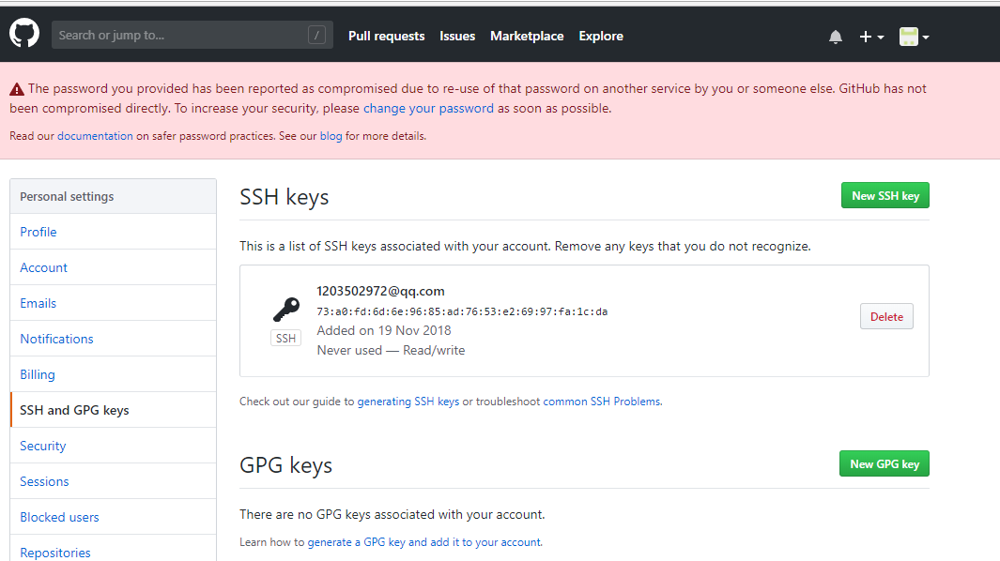 Search or jump to... /
Pull requests Issues Marketplace Explore
The password you provided has been reported as compromised due to re-use of that password on another service by you or someone else. GitHub has not
been compromised directly. To increase your security, please change your password as soon as possible.
Read our documentation on safer password practices. See our blog for more details.
Personal settings
Profile
Account
Emails
Notifications
Billing
SSH and GPG keys
Security
Sessions
Blocked users
Repositories
SSH keys
New SSH key
This is a list of SSH keys associated with your account. Remove any keys that you do not recognize.
1203502972@qq.com
73:a0:fd:6d:6e:96:85:ad:76:53:e2:69:97:fa:1c:da
SSH
Added on 19 Nov 2018
Never used — Read/write
Delete
Check out our guide to generating SSH keys or troubleshoot common SSH Problems.
GPG keys
New GPG key
There are no GPG keys associated with your account.
Learn how to generate a GPG key and add it to your account.